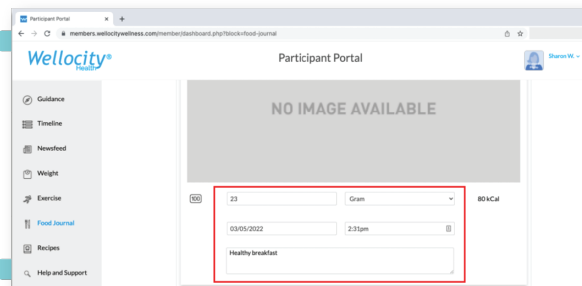 Participant Portal
members.wellocitywellness.com/member/dashboard.php?block=food-journal
Wellocity®
Health
Participant Portal
Sharon W.
Guidance
Timeline
Newsfeed
Weight
Exercise
Food Journal
Recipes
Help and Support
NO IMAGE AVAILABLE
100
23
Gram
80 kCal
03/05/2022
2:31pm
Healthy breakfast